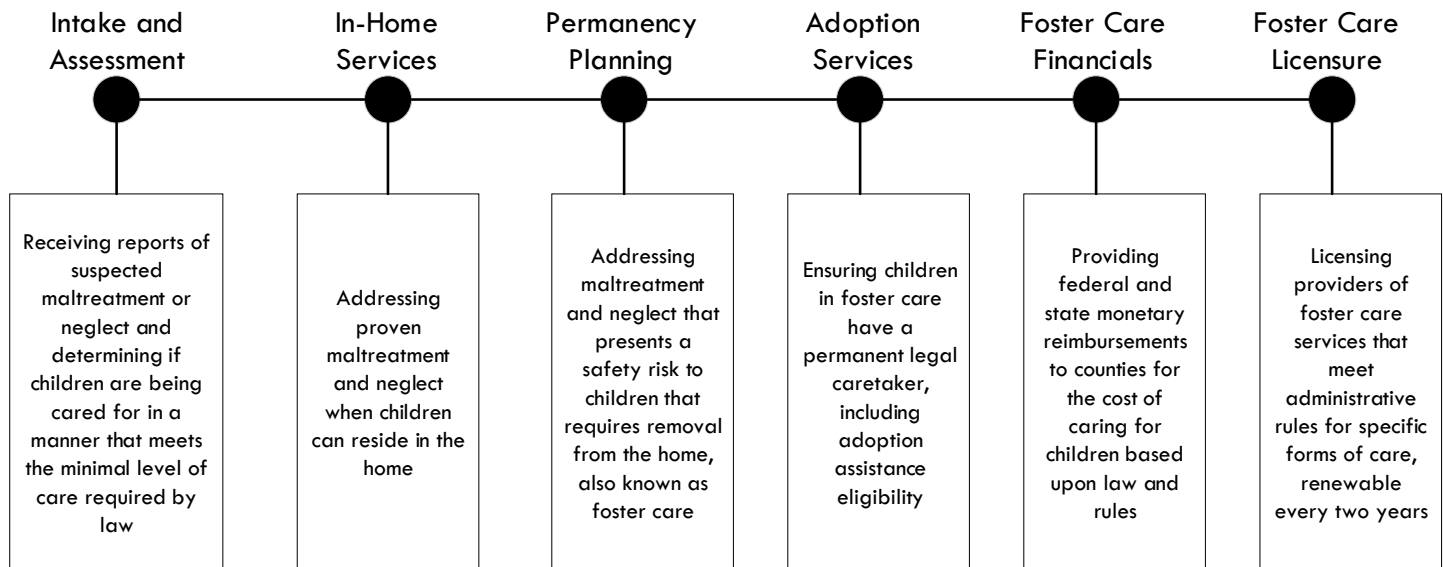 Intake and
Assessment
In-Home
Services
Permanency
Planning
Adoption
Services
Foster Care
Financials
Foster Care
Licensure
Receiving reports of
suspected
maltreatment or
neglect and
determining if
children are being
cared for in a
manner that meets
the minimal level of
care required by
law
Addressing
proven
maltreatment
and neglect
when children
can reside in the
home
Addressing
maltreatment
and neglect that
presents a
safety risk to
children that
requires removal
from the home,
also known as
foster care
Ensuring children
in foster care
have a
permanent legal
caretaker,
including
adoption
assistance
eligibility
Providing
federal and
state monetary
reimbursements
to counties for
the cost of
caring for
children based
upon law and
rules
Licensing
providers of
foster care
services that
meet
administrative
rules for specific
forms of care,
renewable
every two years